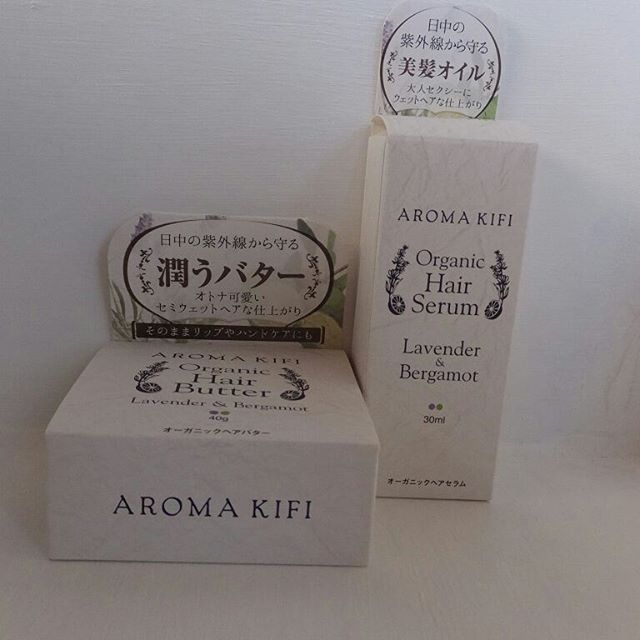 日中の
紫外線から守る
美髪オイル
大人セクシーに
ウェットヘアな仕上がり
AROMA KIFI
Organic
Hair
Serum
Lavender
&
Bergamot
30ml
オーガニックヘアセラム
日中の紫外線から守る
潤うバター
オトナ可愛い
セミウェットヘアな仕上がり
そのままリップやハンドケアにも
AROMA KIFI
Organic
Hair
Butter
Lavender & Bergamot
40g
オーガニックヘアバター
AROMA KIFI